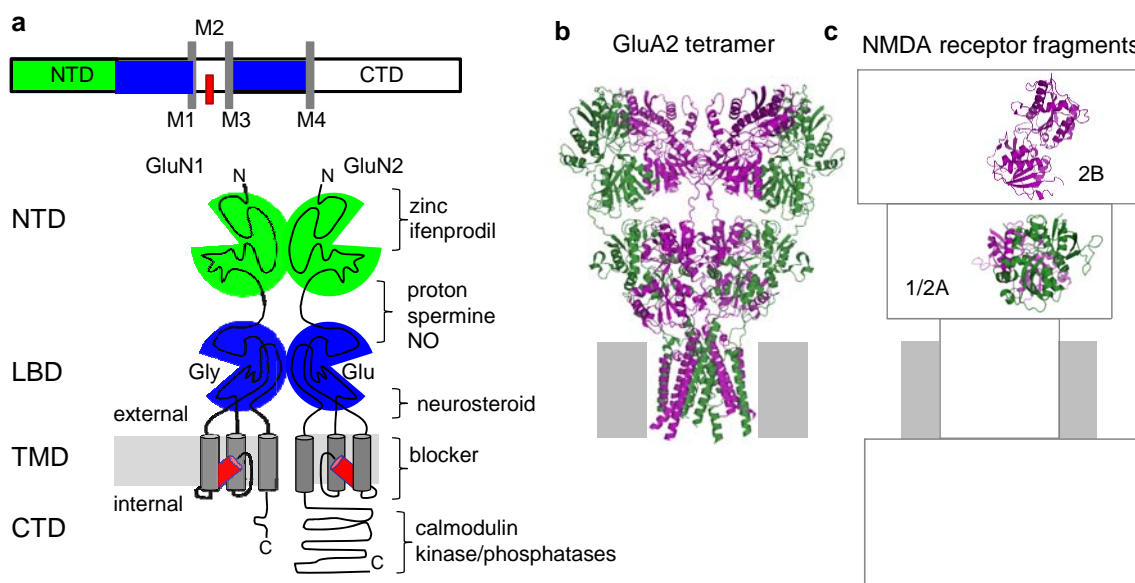 a
M2
NTD
CTD
M1
M3
M4
GluN1
GluN2
N
N
NTD
zinc
ifenprodil
proton
spermine
NO
LBD
Gly
Glu
neurosteroid
external
TMD
blocker
internal
CTD
C
C
calmodulin
kinase/phosphatases
b
GluA2 tetramer
c
NMDA receptor fragments
2B
1/2A